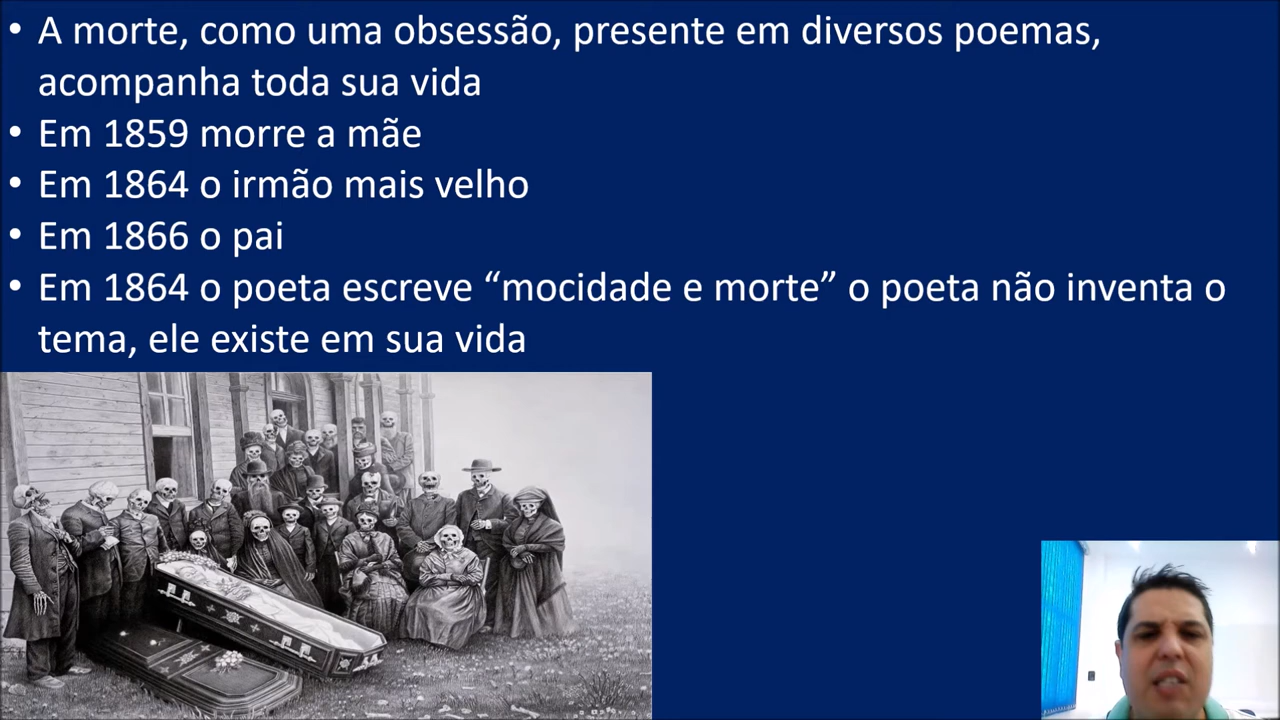 • A morte, como uma obsessão, presente em diversos poemas,
acompanha toda sua vida
• Em 1859 morre a mãe
• Em 1864 o irmão mais velho
• Em 1866 o pai
• Em 1864 o poeta escreve “mocidade e morte” o poeta não inventa o
tema, ele existe em sua vida